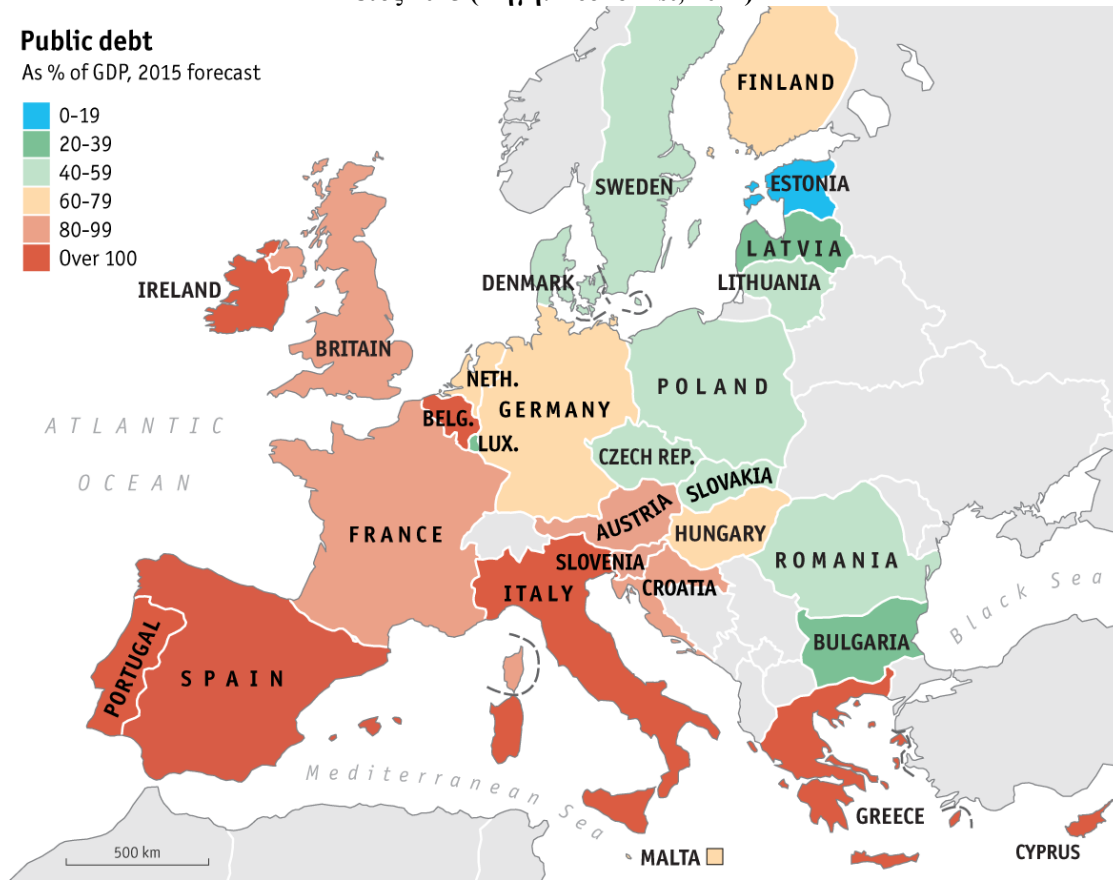 Public debt
As % of GDP, 2015 forecast
0-19
20-39
40-59
60-79
80-99
Over 100
FINLAND
SWEDEN
ESTONIA
LATVIA
LITHUANIA
DENMARK
IRELAND
BRITAIN
NETH.
GERMANY
POLAND
BELG.
LUX.
CZECH REP.
SLOVAKIA
ATLANTIC
OCEAN
FRANCE
AUSTRIA
HUNGARY
SLOVENIA
CROATIA
ROMANIA
ITALY
Black Sea
BULGARIA
PORTUGAL
SPAIN
Mediterranean Sea
GREECE
500 km
MALTA
CYPRUS